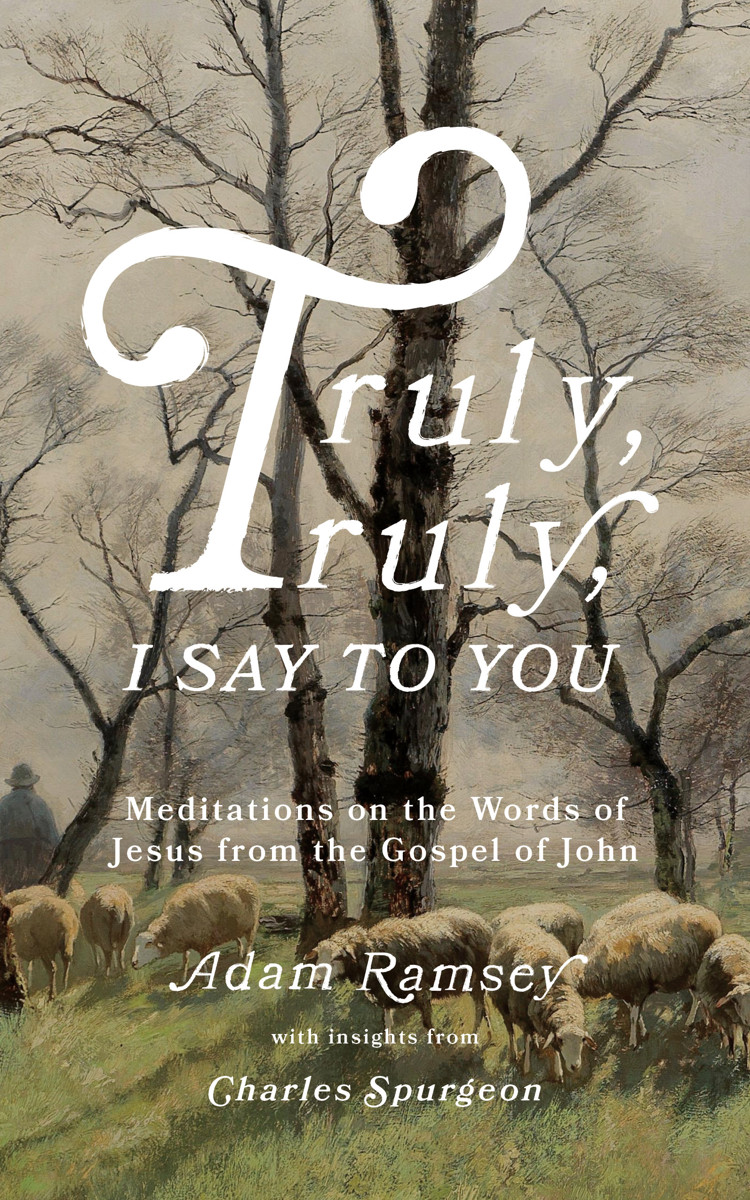 Truly,
Truly,
I SAY TO YOU
Meditations on the Words of
Jesus from the Gospel of John
Adam Ramsey
with insights from
Charles Spurgeon